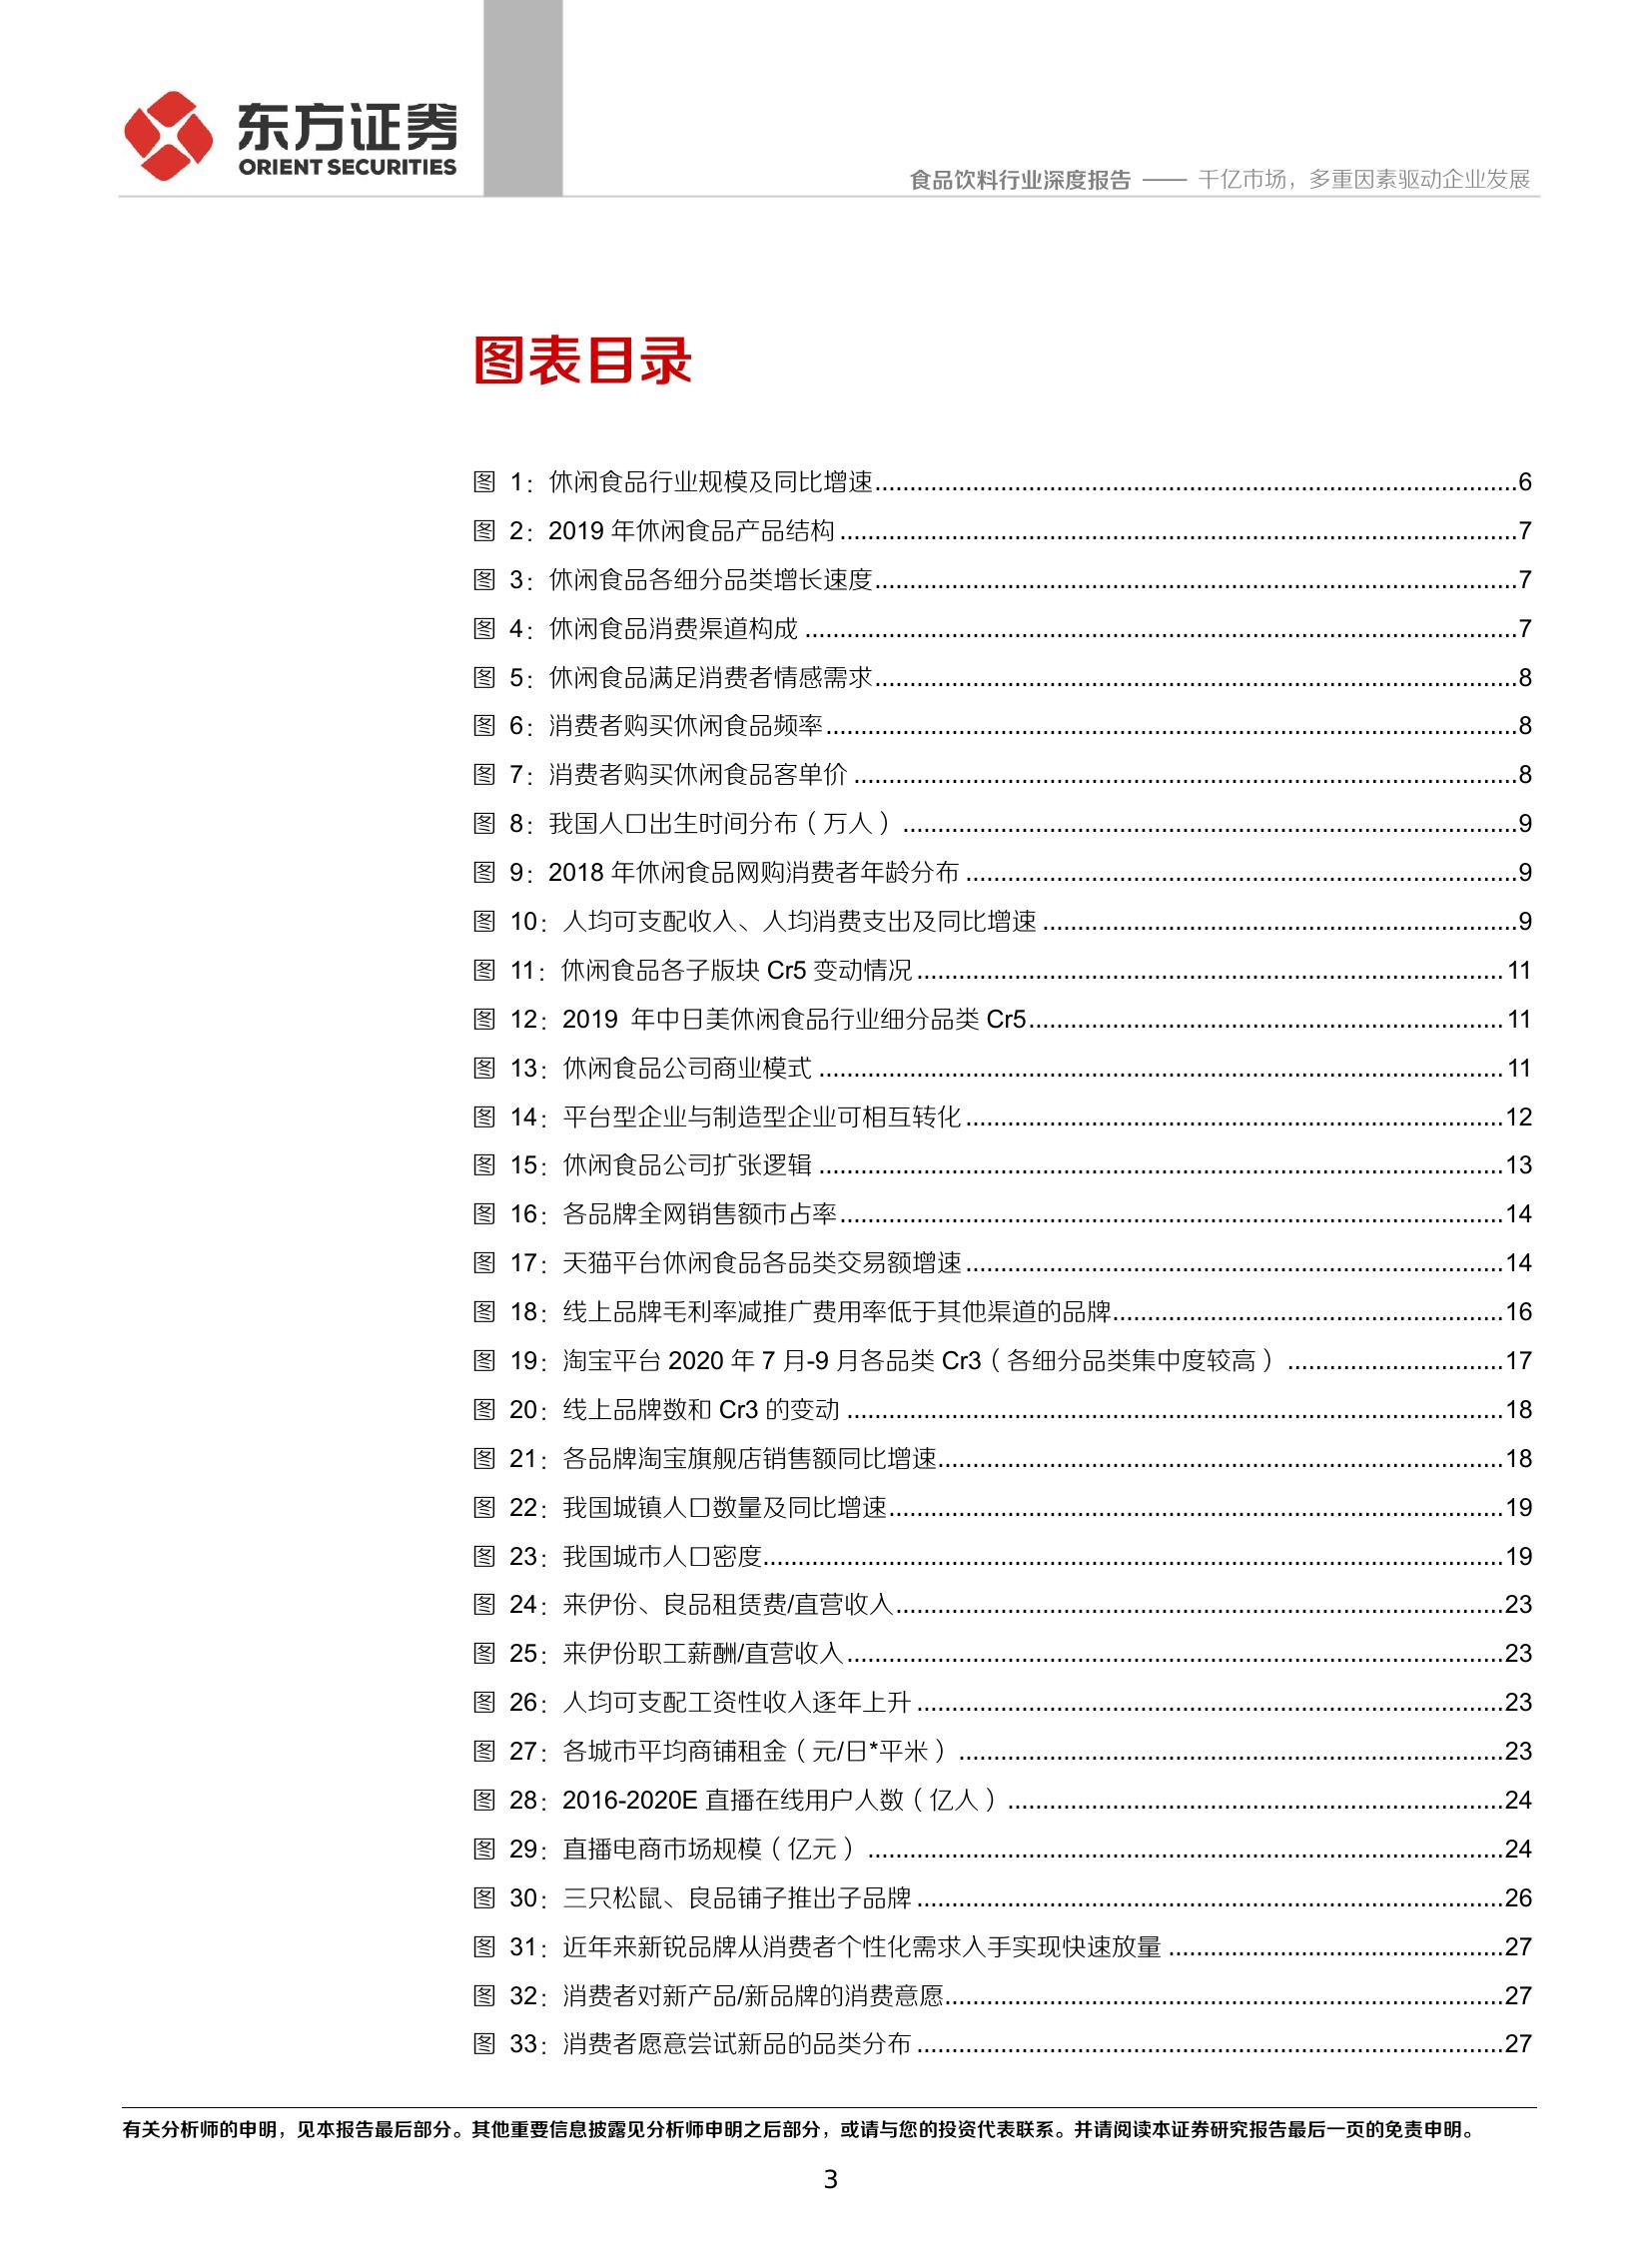 东方证券
ORIENT SECURITIES
食品饮料行业深度报告 —— 千亿市场，多重因素驱动企业发展
图表目录
图 1：休闲食品行业规模及同比增速..........6
图 2：2019 年休闲食品产品结构..........7
图 3：休闲食品各细分品类增长速度..........7
图 4：休闲食品消费渠道构成..........7
图 5：休闲食品满足消费者情感需求..........8
图 6：消费者购买休闲食品频率..........8
图 7：消费者购买休闲食品客单价..........8
图 8：我国人口出生时间分布（万人）..........9
图 9：2018 年休闲食品网购消费者年龄分布..........9
图 10：人均可支配收入、人均消费支出及同比增速..........9
图 11：休闲食品各子版块 Cr5 变动情况..........11
图 12：2019 年中日美休闲食品行业细分品类 Cr5..........11
图 13：休闲食品公司商业模式..........11
图 14：平台型企业与制造型企业可相互转化..........12
图 15：休闲食品公司扩张逻辑..........13
图 16：各品牌全网销售额市占率..........14
图 17：天猫平台休闲食品各品类交易额增速..........14
图 18：线上品牌毛利率减推广费用率低于其他渠道的品牌..........16
图 19：淘宝平台 2020 年 7 月-9 月各品类 Cr3（各细分品类集中度较高）..........17
图 20：线上品牌数和 Cr3 的变动..........18
图 21：各品牌淘宝旗舰店销售额同比增速..........18
图 22：我国城镇人口数量及同比增速..........19
图 23：我国城市人口密度..........19
图 24：来伊份、良品租赁费/直营收入..........23
图 25：来伊份职工薪酬/直营收入..........23
图 26：人均可支配工资性收入逐年上升..........23
图 27：各城市平均商铺租金（元/日*平米）..........23
图 28：2016-2020E 直播在线用户人数（亿人）..........24
图 29：直播电商市场规模（亿元）..........24
图 30：三只松鼠、良品铺子推出子品牌..........26
图 31：近年来新锐品牌从消费者个性化需求入手实现快速放量..........27
图 32：消费者对新产品/新品牌的消费意愿..........27
图 33：消费者愿意尝试新品的品类分布..........27
有关分析师的申明，见本报告最后部分。其他重要信息披露见分析师申明之后部分，或请与您的投资代表联系。并请阅读本证券研究报告最后一页的免责申明。
3